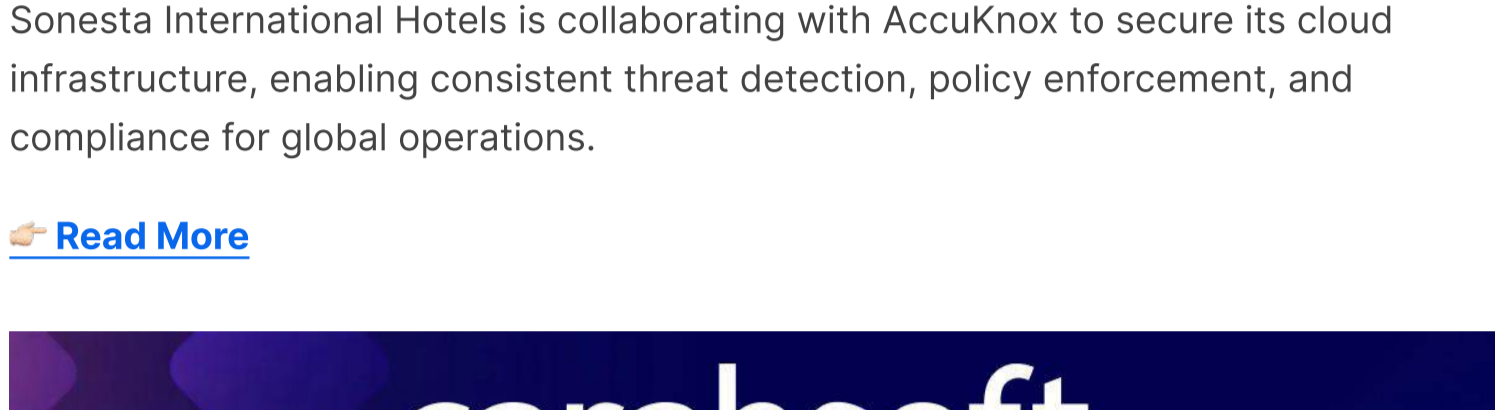 Sonesta International Hotels is collaborating with AccuKnox to secure its cloud
infrastructure, enabling consistent threat detection, policy enforcement, and
compliance for global operations.
👉🏻 Read More
carahsoft